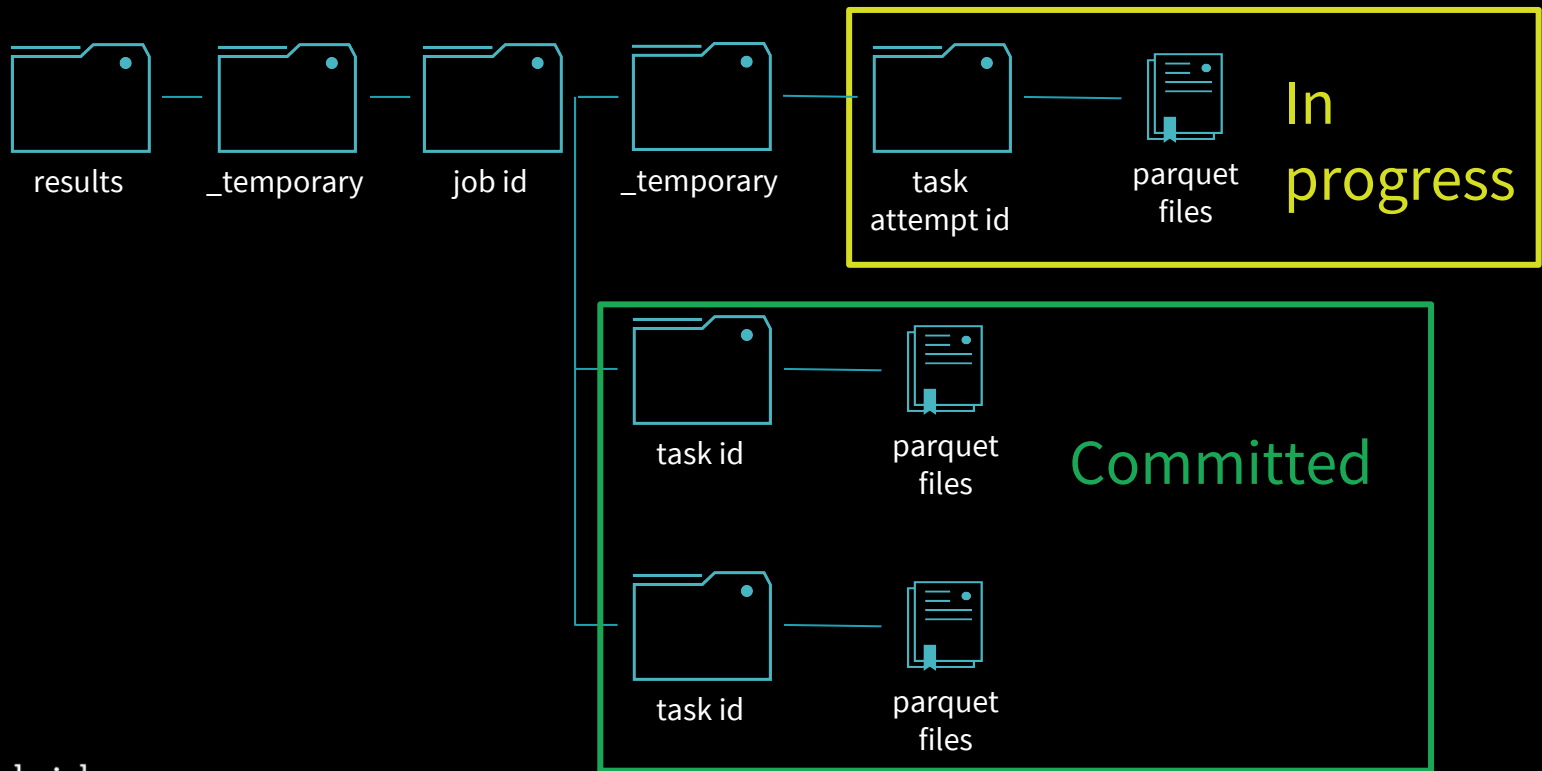 results
_temporary
job id
_temporary
task
attempt id
parquet
files
In
progress
task id
parquet
files
Committed
task id
parquet
files